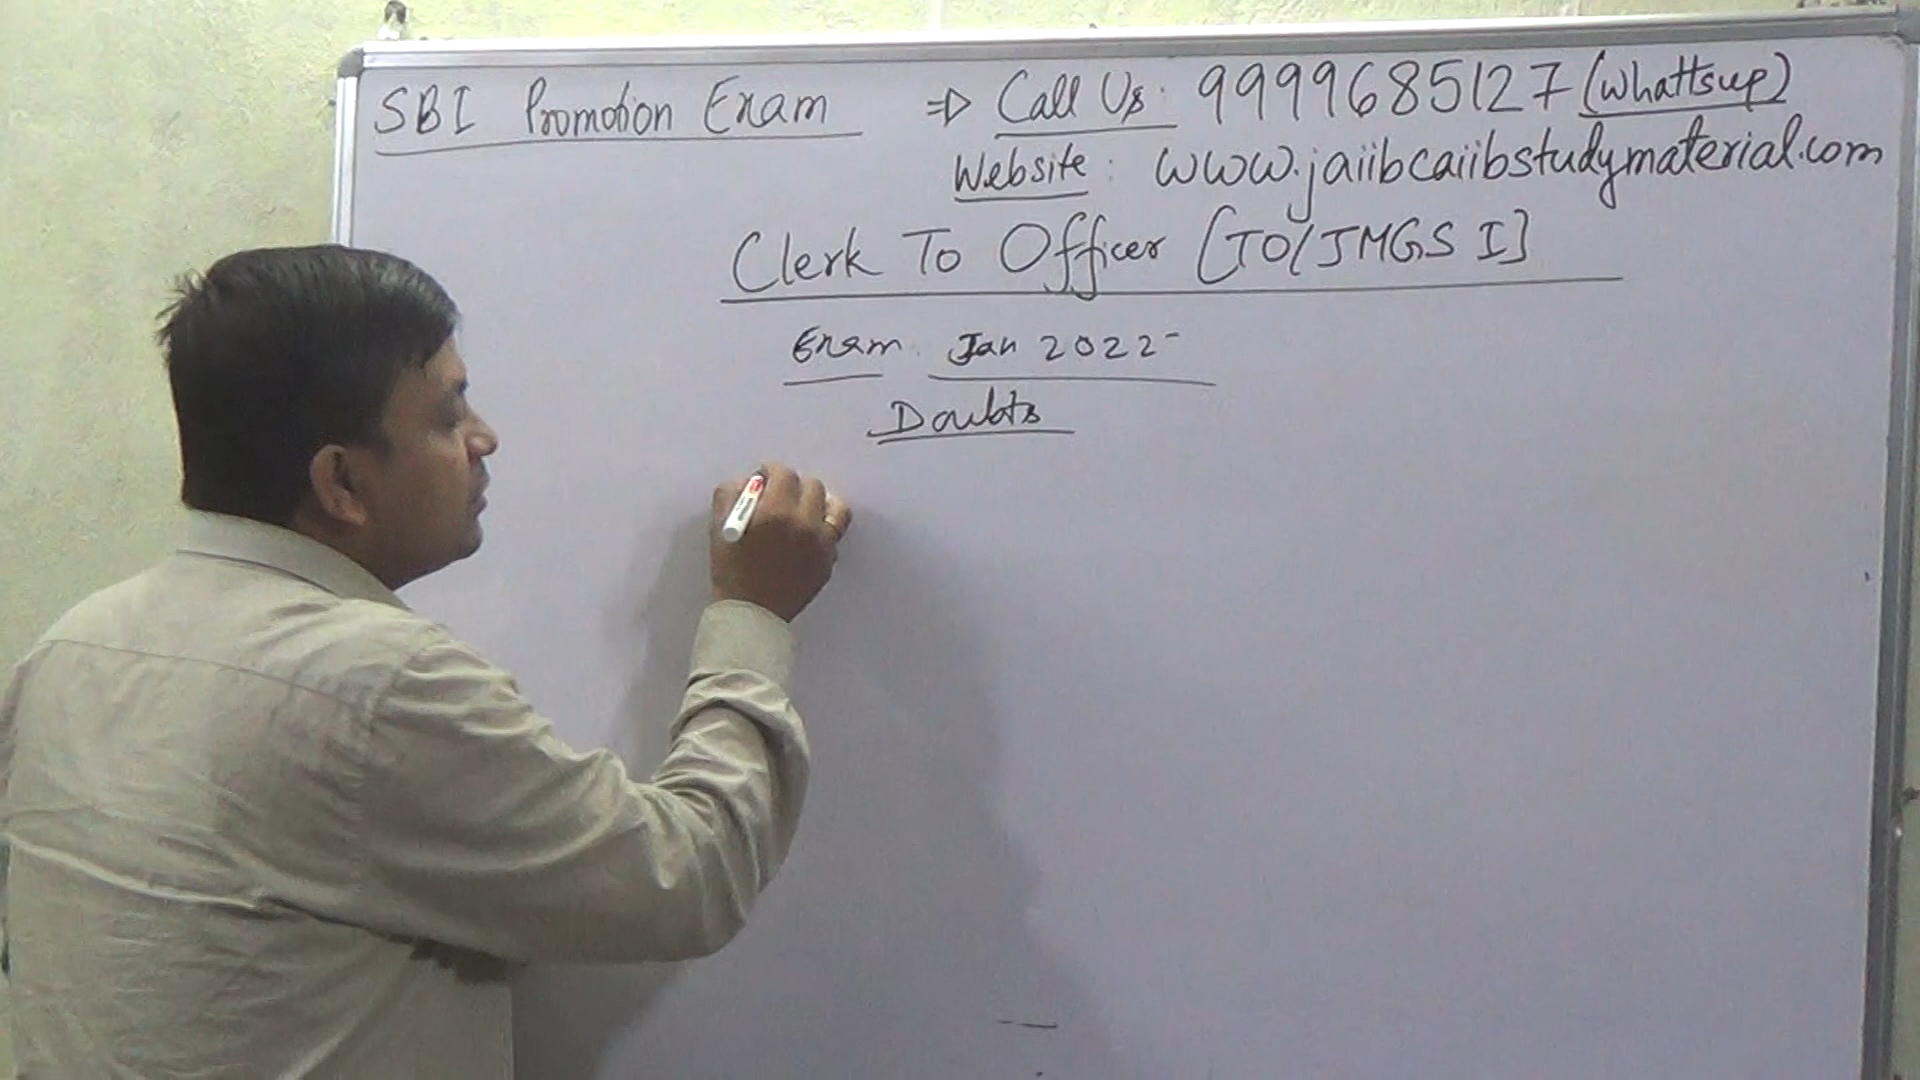 SBI Promotion Exam ⇒ Call Us: 9999685127 (Whattsup)
Website: www.jaiibcaiibstudymaterial.com
Clerk To Officer [TO/JMGS I]
Exam Jan 2022
Doubts